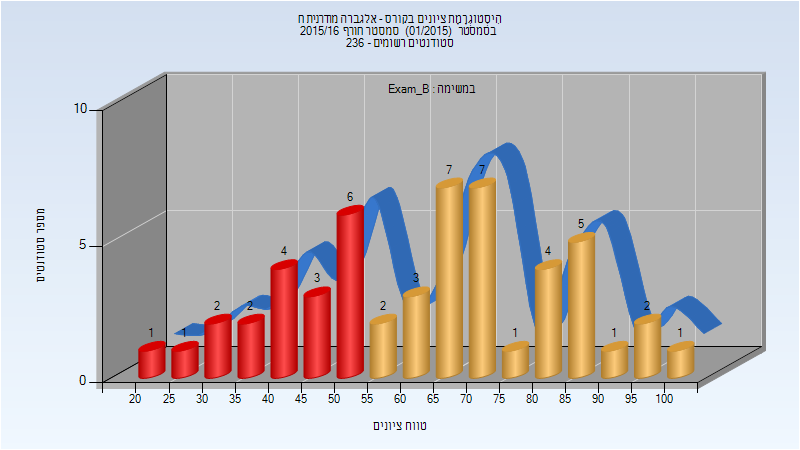 היסטוגרמת ציונים בקורס - אלגברה מודרנית ח
בסמסטר (01/2015) סמסטר חורף 2015/16
סטודנטים רשומים - 236
במשימה : Exam_B
מספר סטודנטים
10
5
0
1
1
2
2
4
3
6
2
3
7
7
1
4
5
1
2
1
20 25 30 35 40 45 50 55 60 65 70 75 80 85 90 95 100
טווח ציונים